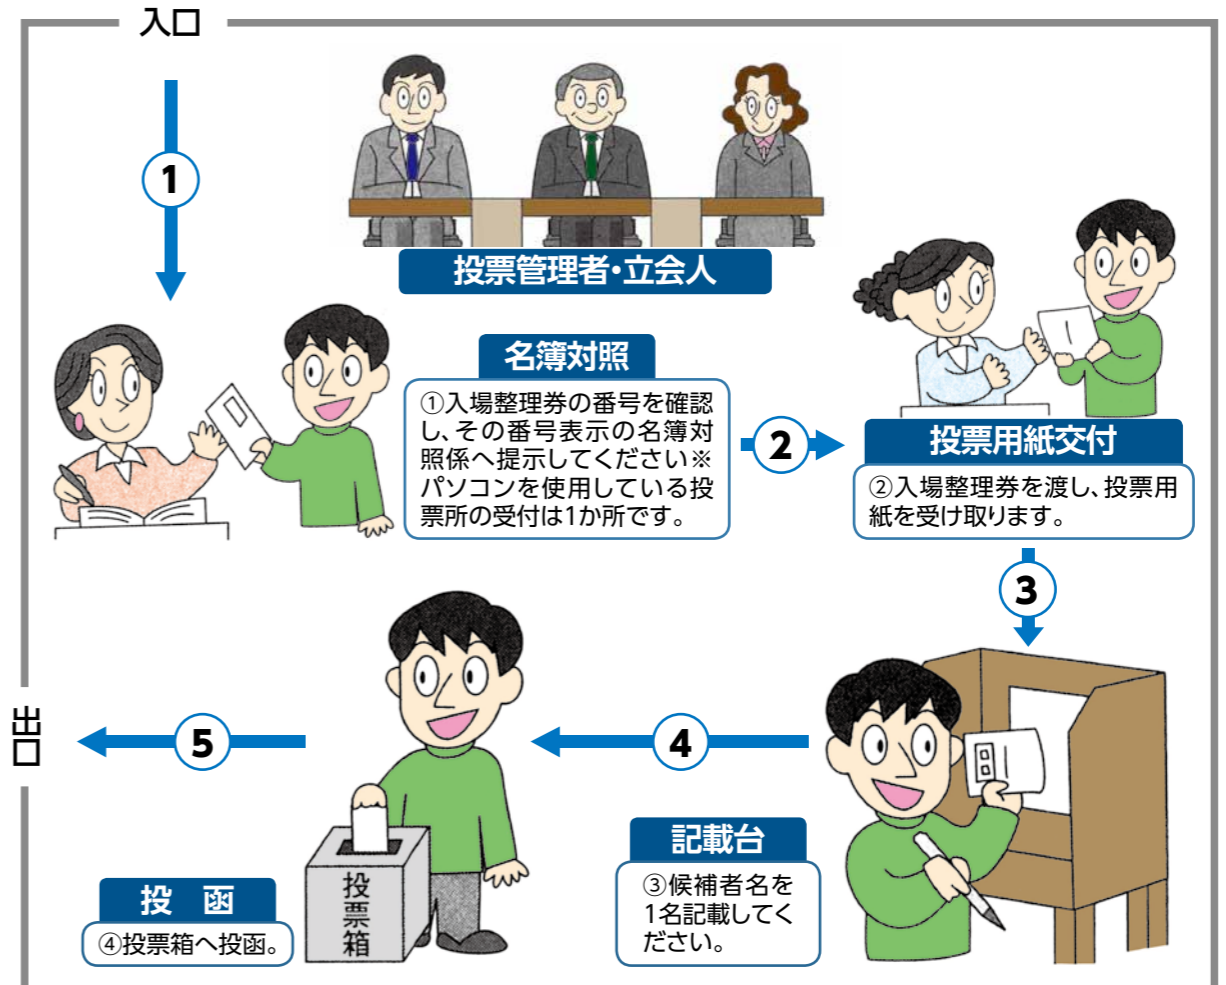 入口
1
投票管理者・立会人
名簿対照
①入場整理券の番号を確認
し、その番号表示の名簿対
照係へ提示してください※
パソコンを使用している投
票所の受付は1か所です。
2
投票用紙交付
②入場整理券を渡し、投票用
紙を受け取ります。
3
記載台
③候補者名を
1名記載してく
ださい。
4
投票箱
投 函
④投票箱へ投函。
5
出口